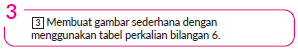 3
3 Membuat gambar sederhana dengan
menggunakan tabel perkalian bilangan 6.